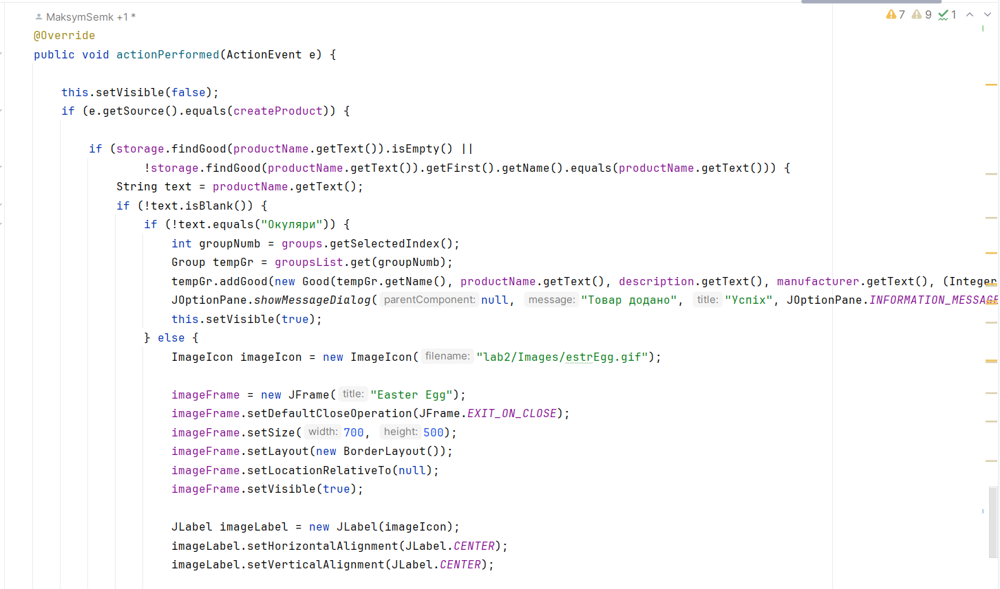 MaksymSemk +1 *
7 9 1
@Override
public void actionPerformed(ActionEvent e) {
this.setVisible(false);
if (e.getSource().equals(createProduct)) {
if (storage.findGood(productName.getText()).isEmpty() ||
!storage.findGood(productName.getText()).getFirst().getName().equals(productName.getText())) {
String text = productName.getText();
if (!text.isBlank()) {
if (!text.equals("Окуляри")) {
int groupNumb = groups.getSelectedIndex();
Group tempGr = groupsList.get(groupNumb);
tempGr.addGood(new Good(tempGr.getName(), productName.getText(), description.getText(), manufacturer.getText(), (Integer
JOptionPane.showMessageDialog( parentComponent: null, message: "Товар додано", title: "Успіх", JOptionPane.INFORMATION_MESSAGE
this.setVisible(true);
} else {
ImageIcon imageIcon = new ImageIcon( filename: "lab2/Images/estrEgg.gif");
imageFrame = new JFrame( title: "Easter Egg");
imageFrame.setDefaultCloseOperation(JFrame.EXIT_ON_CLOSE);
imageFrame.setSize( width: 700, height: 500);
imageFrame.setLayout(new BorderLayout());
imageFrame.setLocationRelativeTo(null);
imageFrame.setVisible(true);
JLabel imageLabel = new JLabel(imageIcon);
imageLabel.setHorizontalAlignment(JLabel.CENTER);
imageLabel.setVerticalAlignment(JLabel.CENTER);